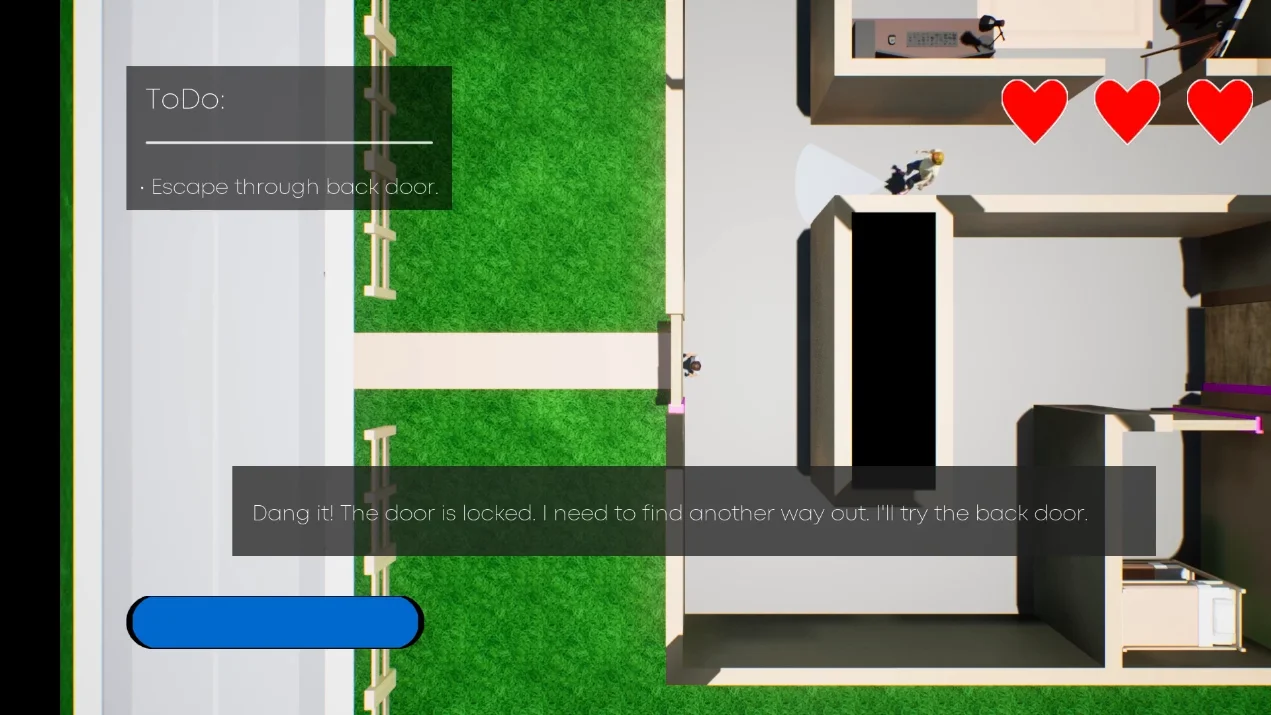 ToDo:
· Escape through back door.
Dang it! The door is locked. I need to find another way out. I'll try the back door.